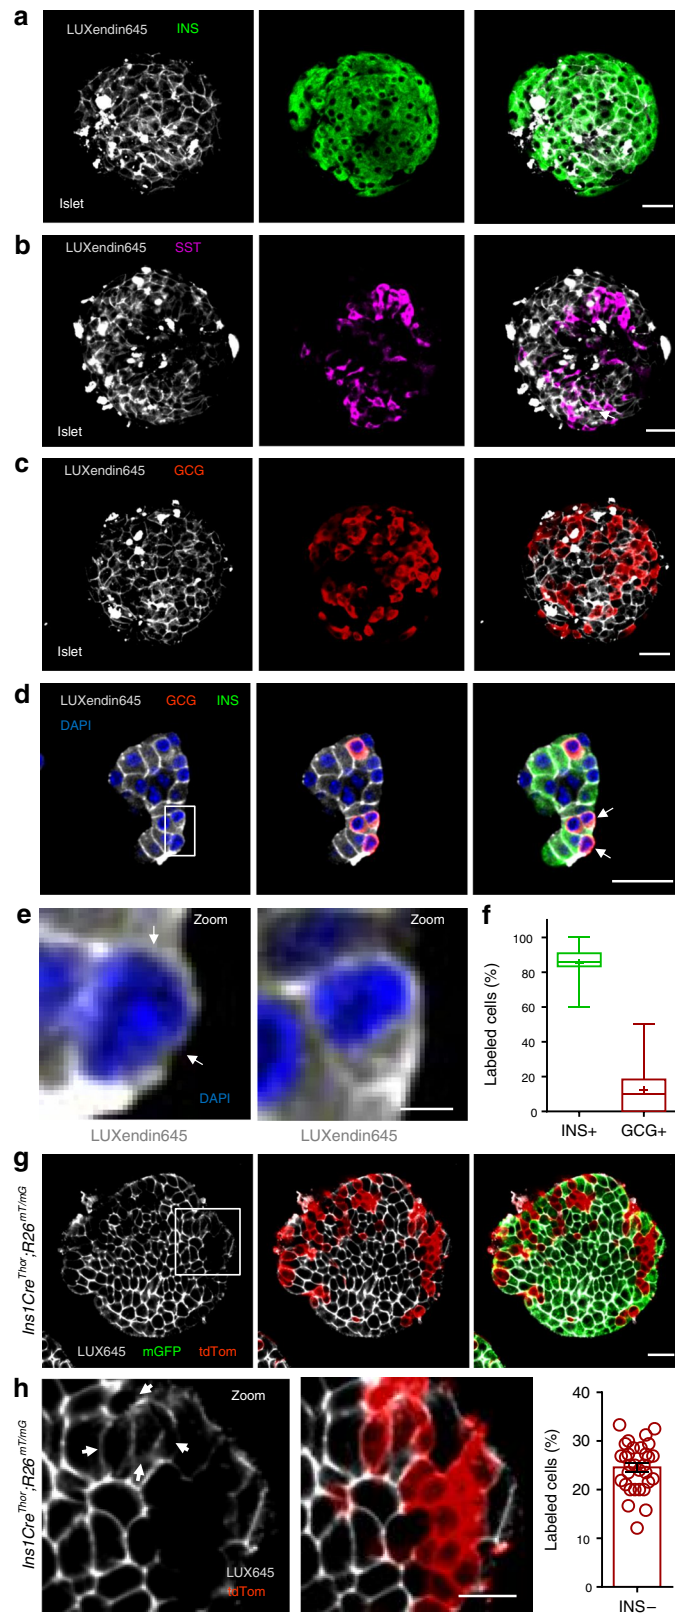 a
LUXendin645 INS
Islet
b
LUXendin645 SST
Islet
c
LUXendin645 GCG
Islet
d
LUXendin645 GCG INS
DAPI
e
Zoom
DAPI
LUXendin645
Zoom
LUXendin645
f
Labeled cells (%)
100
80
60
40
20
0
INS+ GCG+
g
Ins1Cre^Thor;R26^mT/mG
LUX645 mGFP tdTom
h
Ins1Cre^Thor;R26^mT/mG
Zoom
LUX645
tdTom
Labeled cells (%)
40
30
20
10
0
INS−